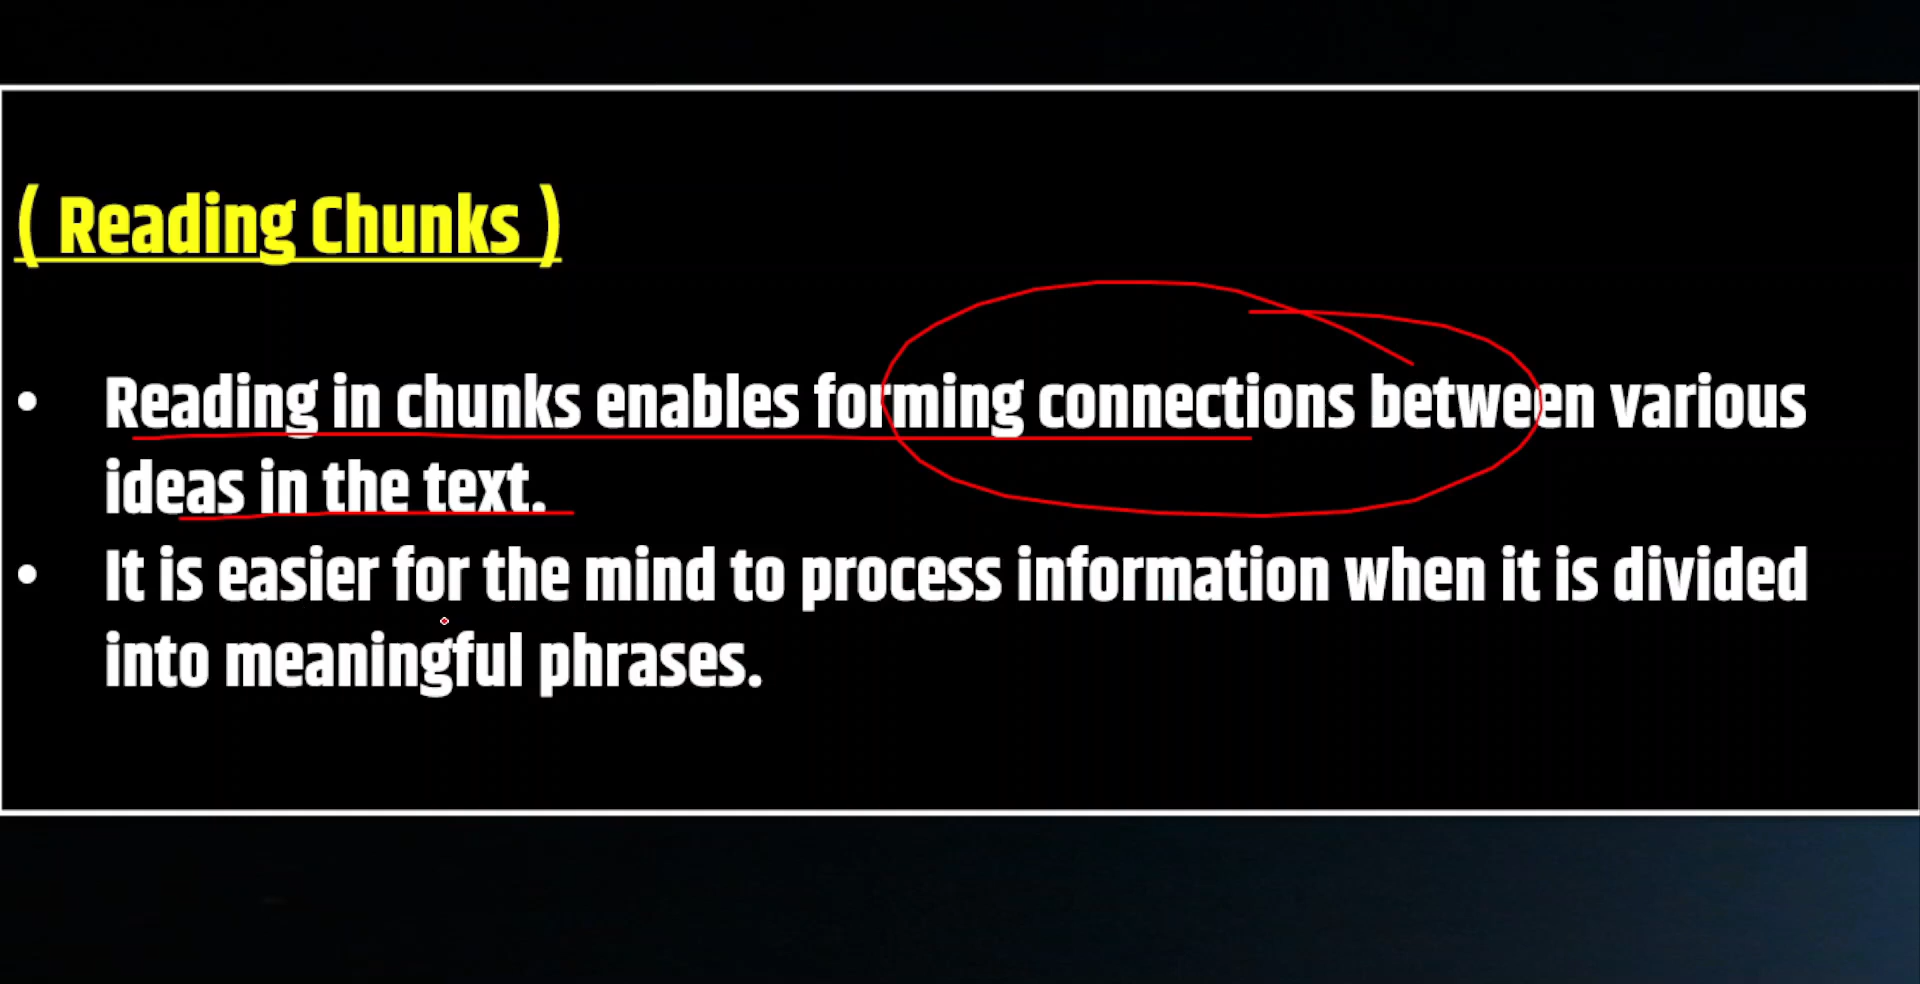 ( Reading Chunks )
• Reading in chunks enables forming connections between various
ideas in the text.
• It is easier for the mind to process information when it is divided
into meaningful phrases.